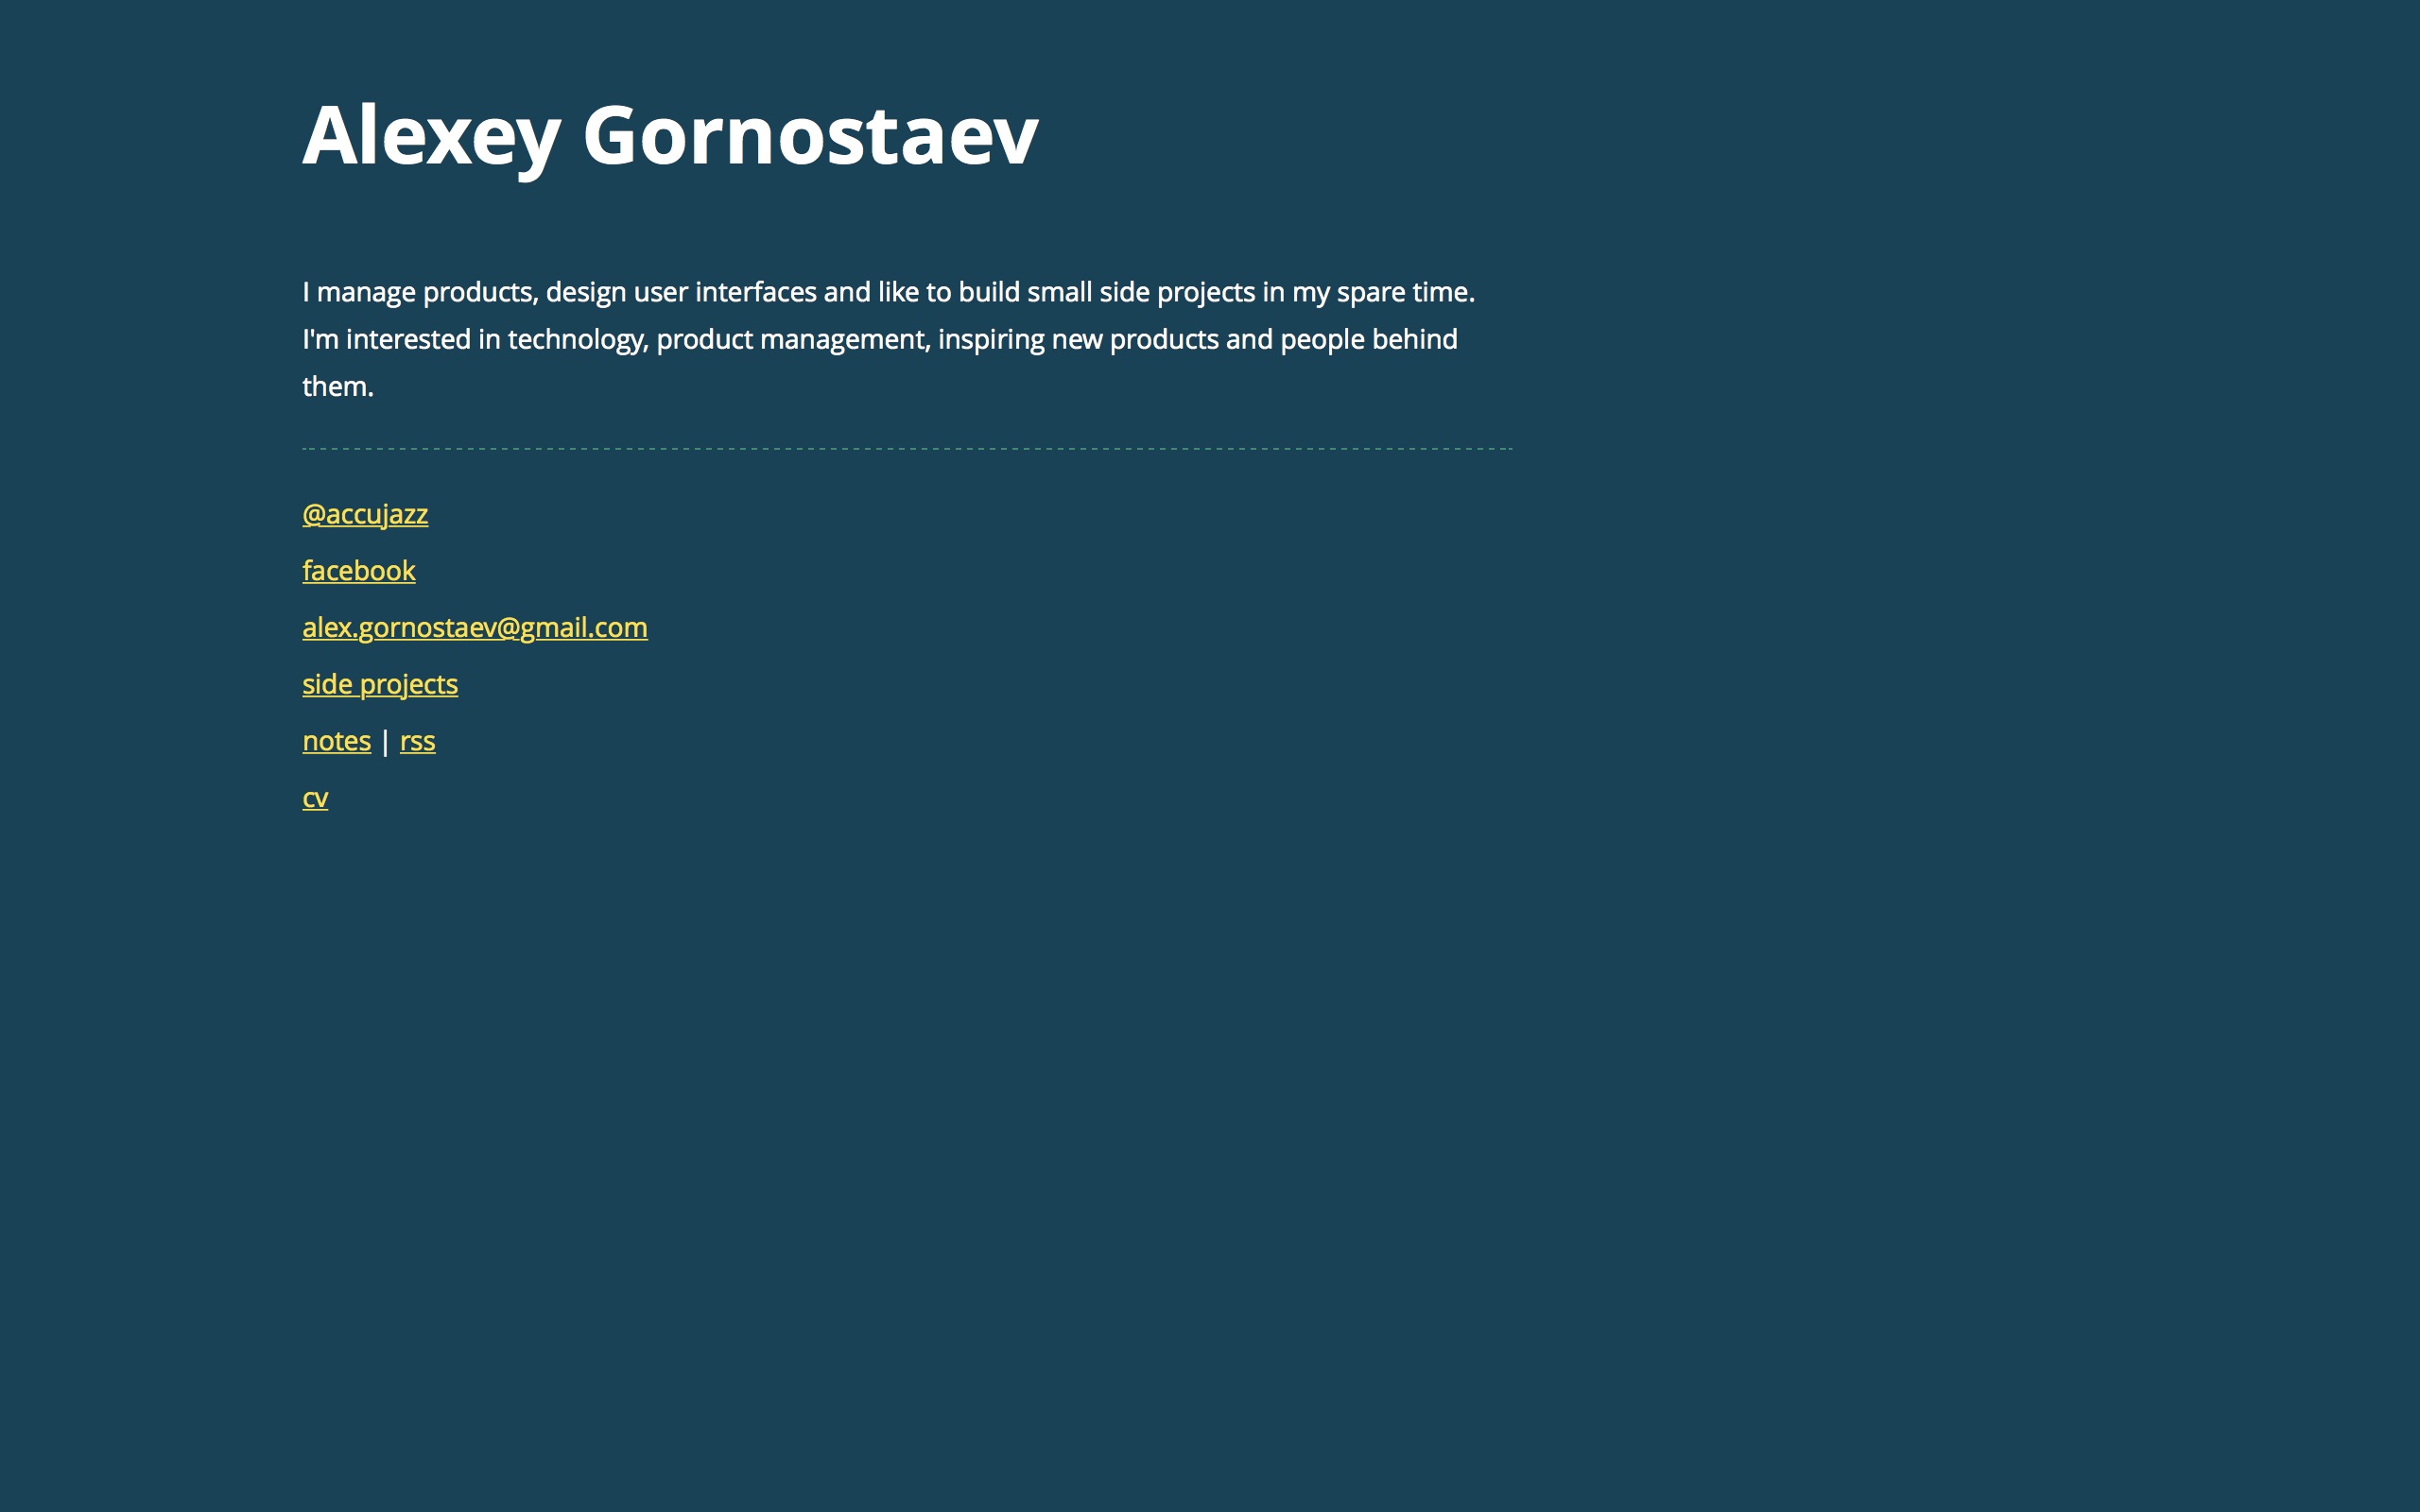 Alexey Gornostaev
I manage products, design user interfaces and like to build small side projects in my spare time.
I'm interested in technology, product management, inspiring new products and people behind
them.
@accujazz
facebook
alex.gornostaev@gmail.com
side projects
notes | rss
cv